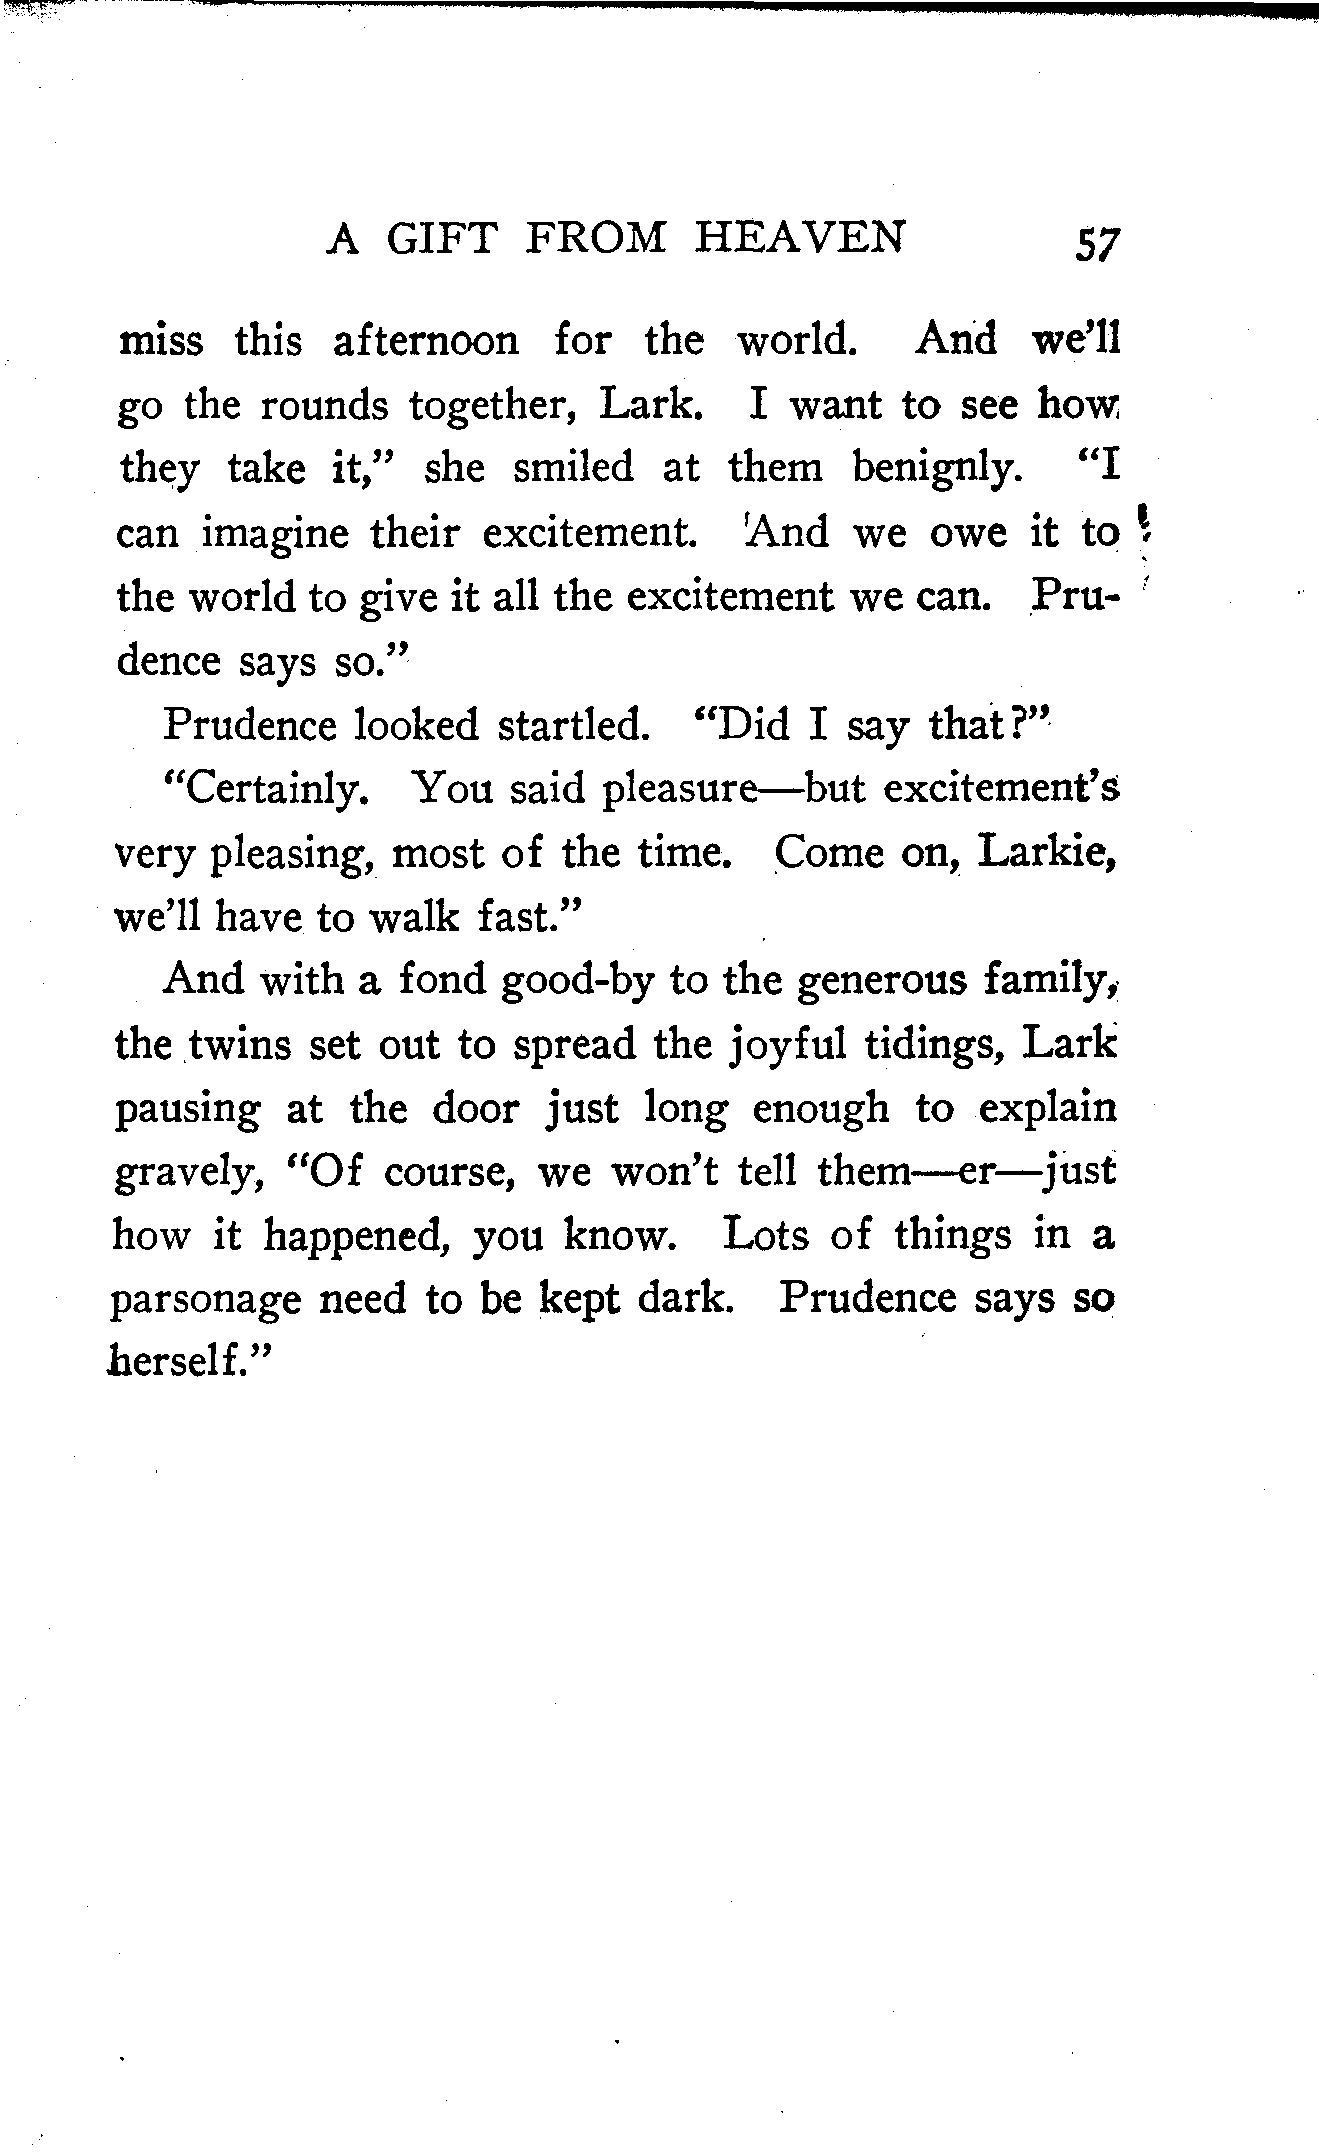 A GIFT FROM HEAVEN 57
miss this afternoon for the world. And we'll
go the rounds together, Lark. I want to see how
they take it," she smiled at them benignly. "I
can imagine their excitement. And we owe it to
the world to give it all the excitement we can. Pru-
dence says so."
Prudence looked startled. "Did I say that?"
"Certainly. You said pleasure—but excitement's
very pleasing, most of the time. Come on, Larkie,
we'll have to walk fast."
And with a fond good-by to the generous family,
the twins set out to spread the joyful tidings, Lark
pausing at the door just long enough to explain
gravely, "Of course, we won't tell them—er—just
how it happened, you know. Lots of things in a
parsonage need to be kept dark. Prudence says so
herself."